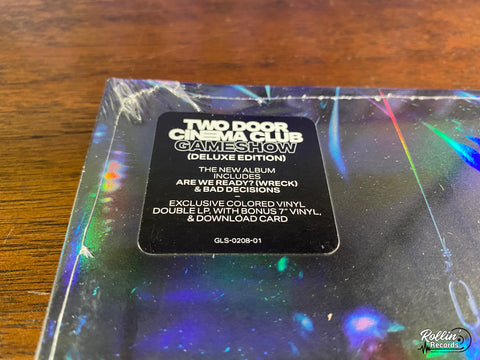 TWO DOOR
CINEMA CLUB
GAMESHOW
(DELUXE EDITION)
THE NEW ALBUM
INCLUDES
ARE WE READY? (WRECK)
& BAD DECISIONS
—
EXCLUSIVE COLORED VINYL
DOUBLE LP, WITH BONUS 7" VINYL,
& DOWNLOAD CARD
GLS-0208-01
Rollin'
Records